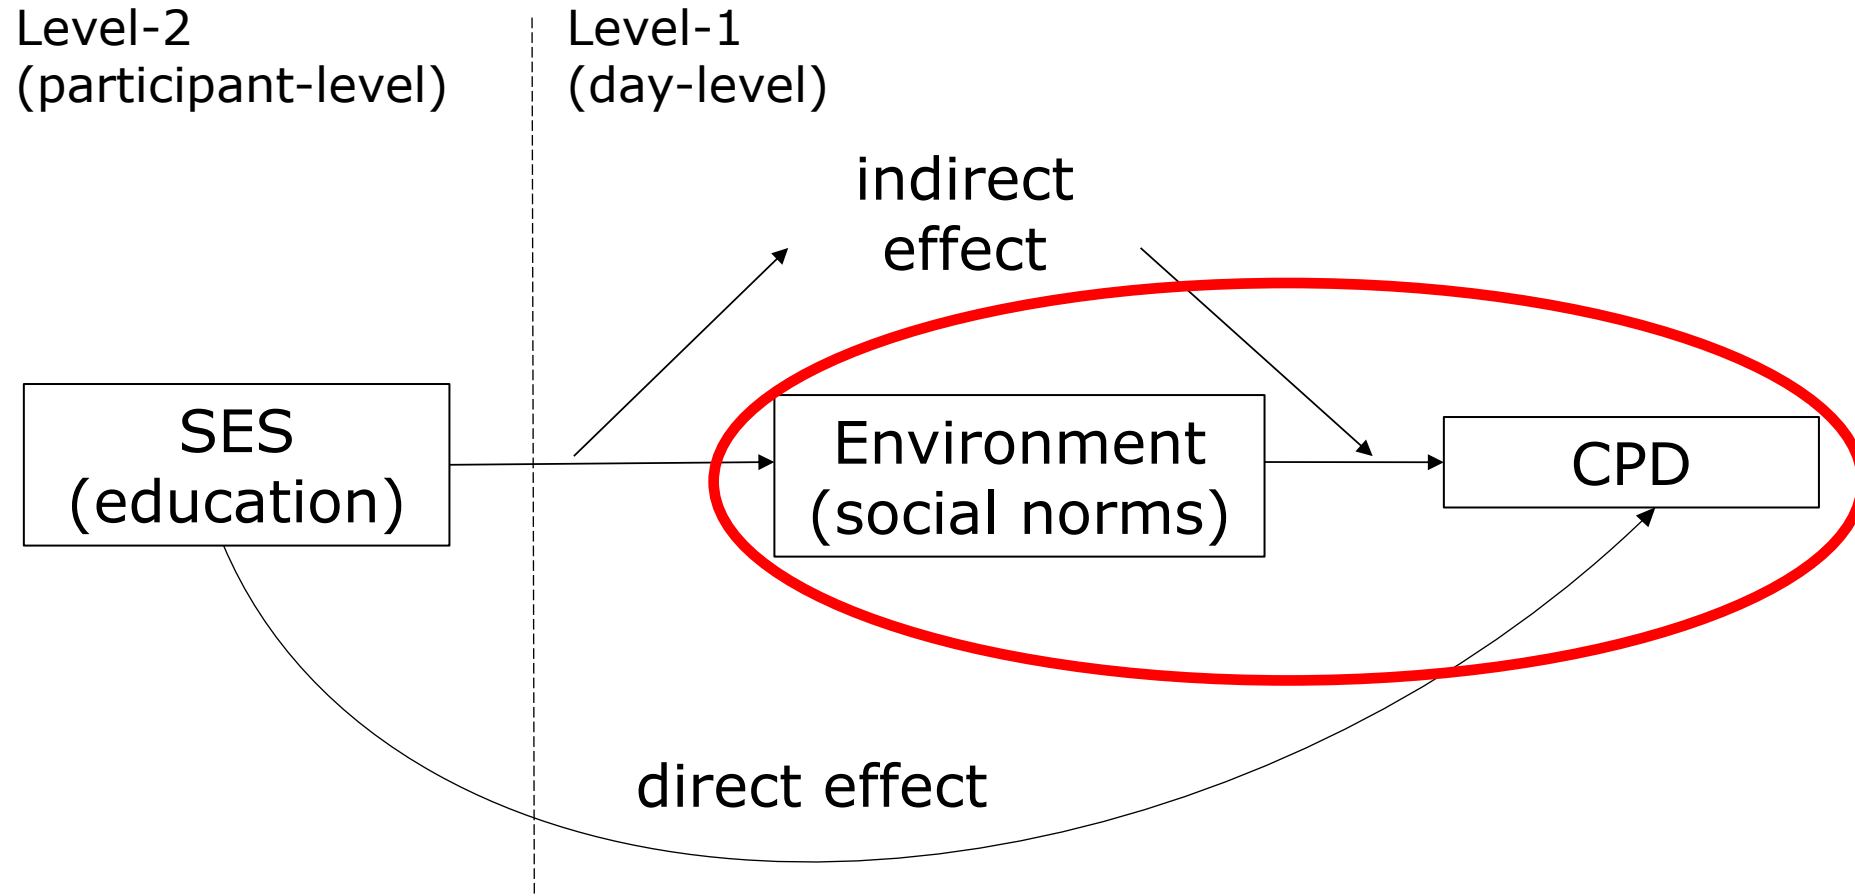 Level-2
(participant-level)
Level-1
(day-level)
indirect
effect
SES
(education)
Environment
(social norms)
CPD
direct effect